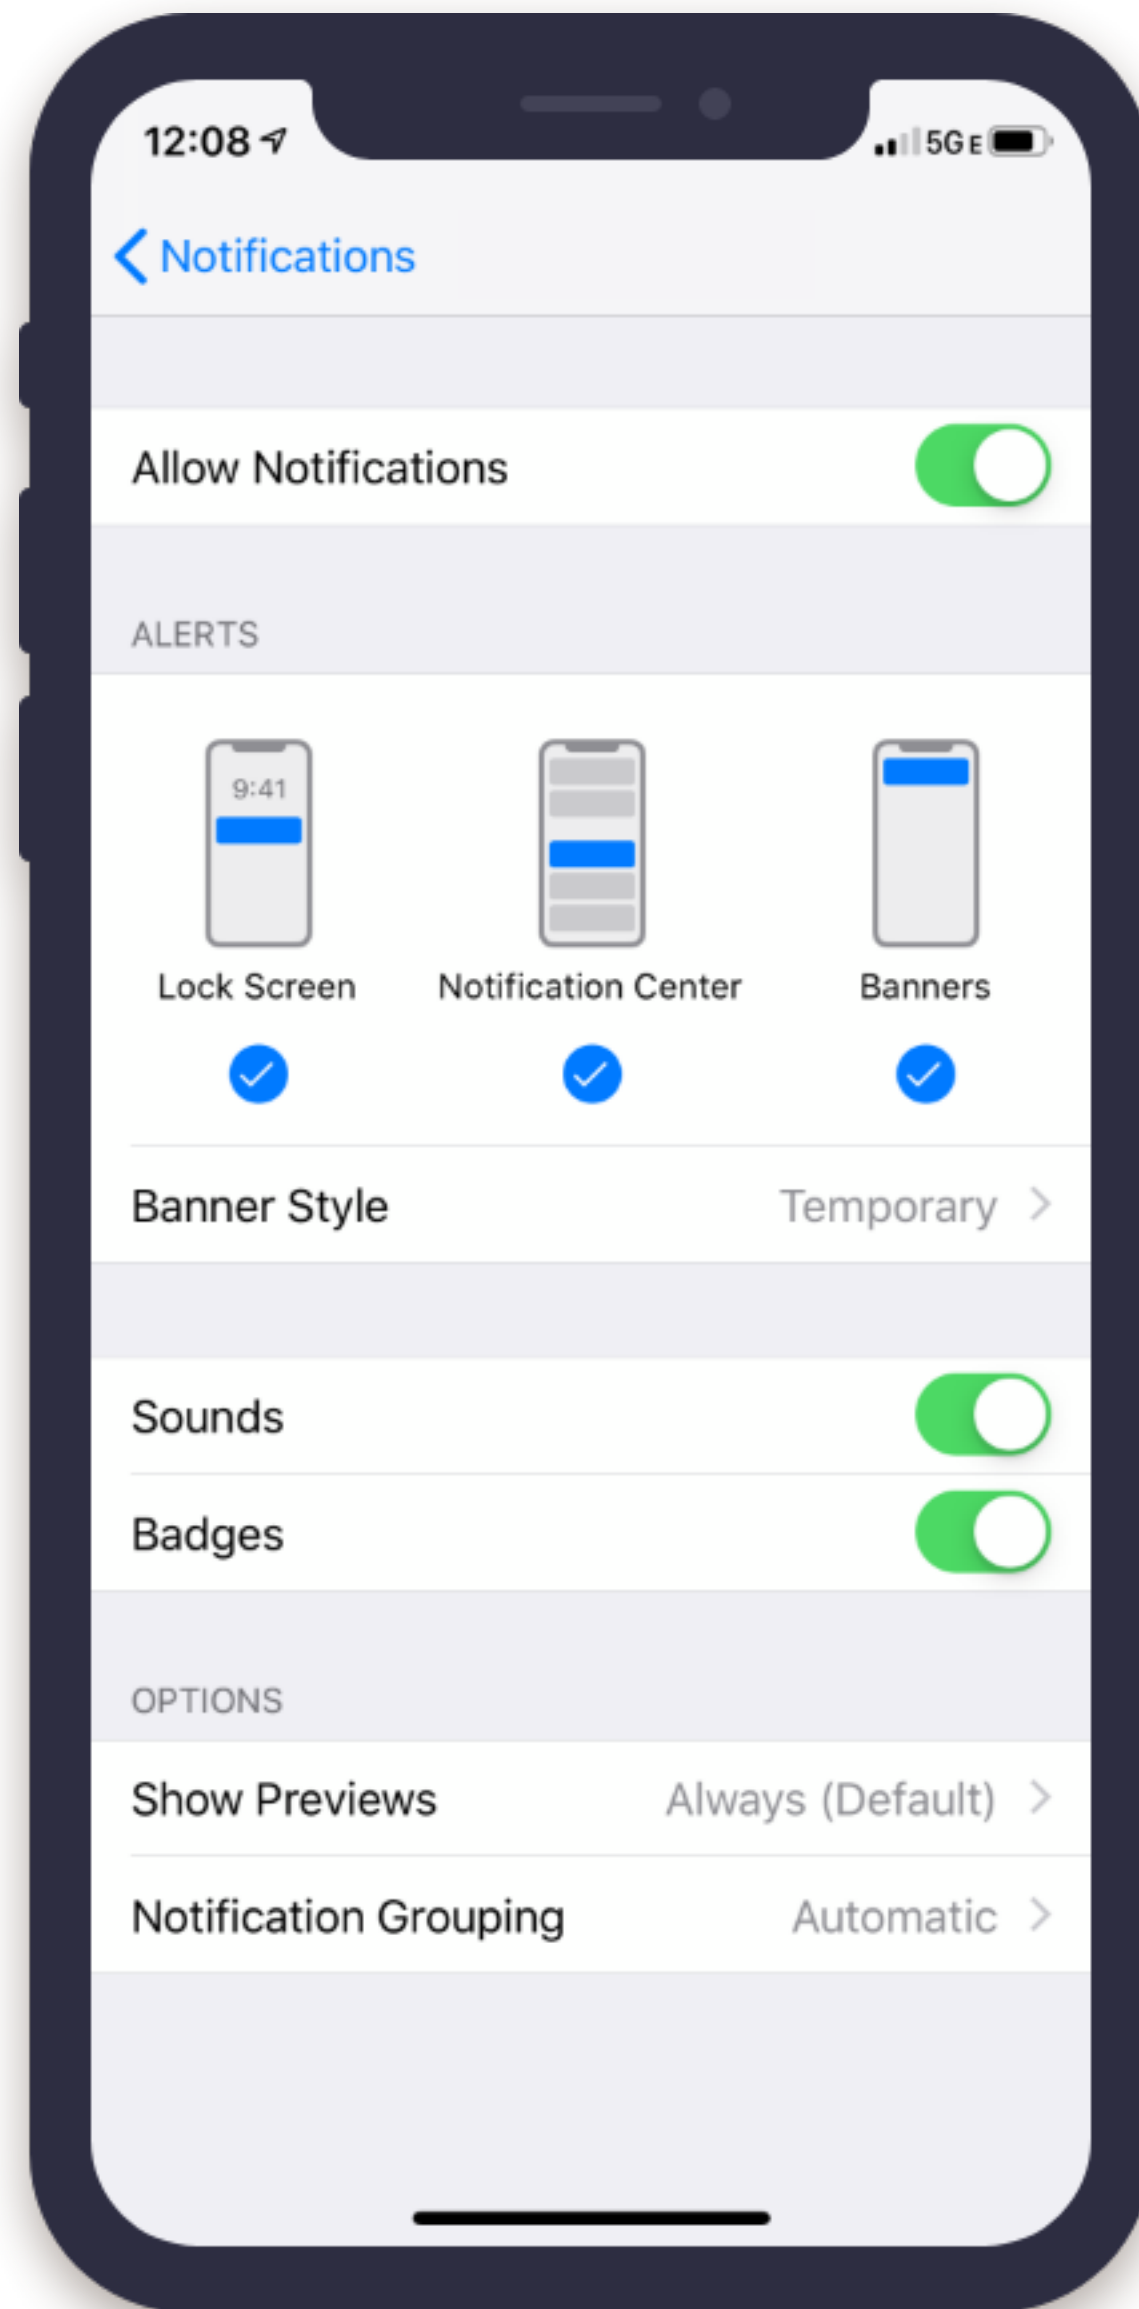 12:08 5G E
Notifications
Allow Notifications
ALERTS
9:41
Lock Screen Notification Center Banners
Banner Style Temporary
Sounds
Badges
OPTIONS
Show Previews Always (Default)
Notification Grouping Automatic